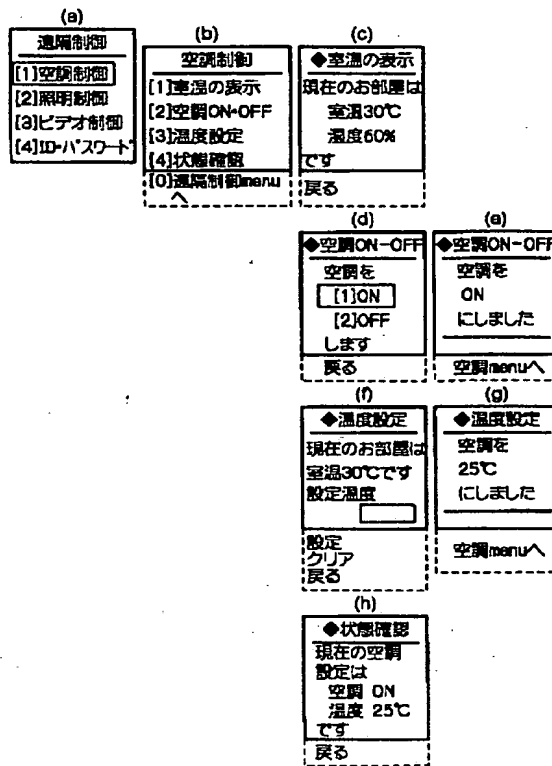 (a)
遠隔制御
[1]空調制御
[2]照明制御
[3]ビデオ制御
[4]ID・パスワード
(b)
空調制御
[1]室温の表示
[2]空調ON・OFF
[3]温度設定
[4]状態確認
[0]遠隔制御menu
へ
(c)
◆室温の表示
現在のお部屋は
室温30℃
湿度60%
です
戻る
(d)
◆空調ON-OFF
空調を
[1]ON
[2]OFF
します
戻る
(e)
◆空調ON-OFF
空調を
ON
にしました
空調menuへ
(f)
◆温度設定
現在のお部屋は
室温30℃です
設定温度
設定
クリア
戻る
(g)
◆温度設定
空調を
25℃
にしました
空調menuへ
(h)
◆状態確認
現在の空調
設定は
空調 ON
温度 25℃
です
戻る